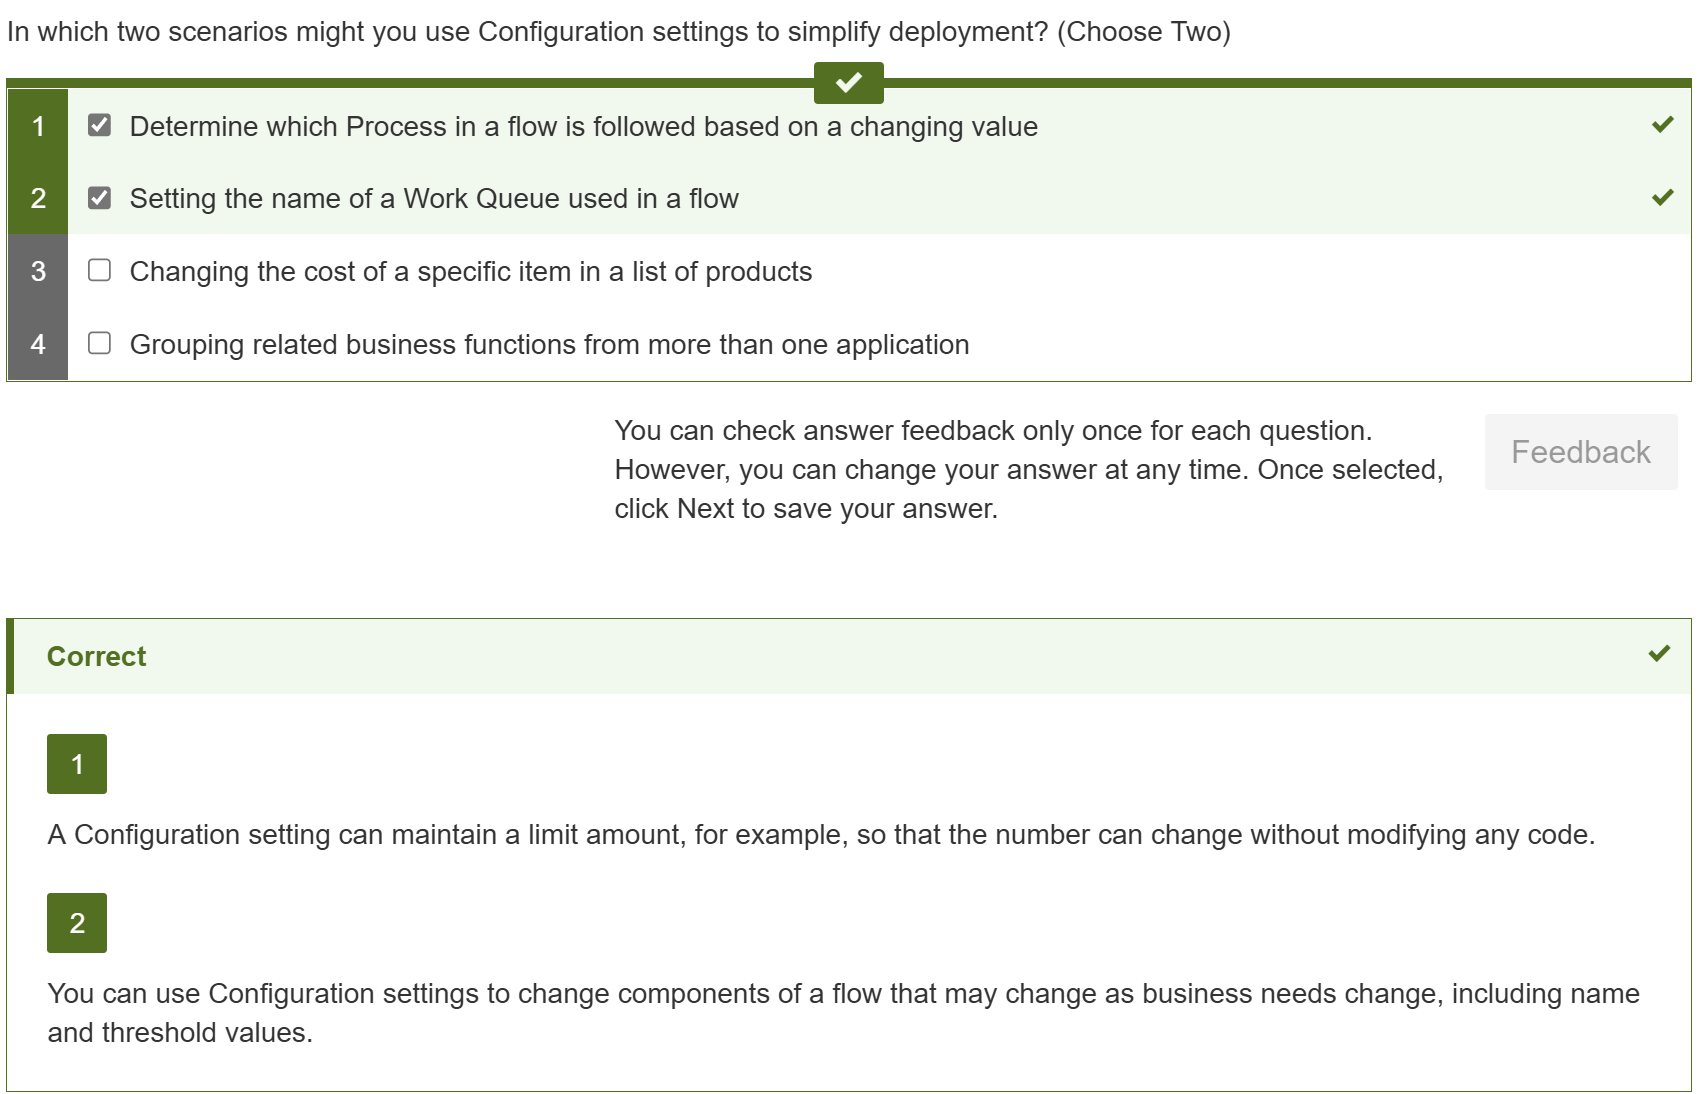 In which two scenarios might you use Configuration settings to simplify deployment? (Choose Two)
1 Determine which Process in a flow is followed based on a changing value
2 Setting the name of a Work Queue used in a flow
3 Changing the cost of a specific item in a list of products
4 Grouping related business functions from more than one application
You can check answer feedback only once for each question.
However, you can change your answer at any time. Once selected,
click Next to save your answer.
Feedback
Correct
1
A Configuration setting can maintain a limit amount, for example, so that the number can change without modifying any code.
2
You can use Configuration settings to change components of a flow that may change as business needs change, including name
and threshold values.